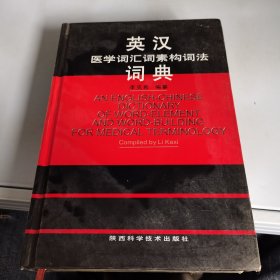 英汉
医学词汇词素构词法
词典
李克希 编纂
AN ENGLISH-CHINESE
DICTIONARY
OF WORD-ELEMENT
AND WORD-BUILDING
FOR MEDICAL TERMINOLOGY
Compiled by Li Kexi
陕西科学技术出版社